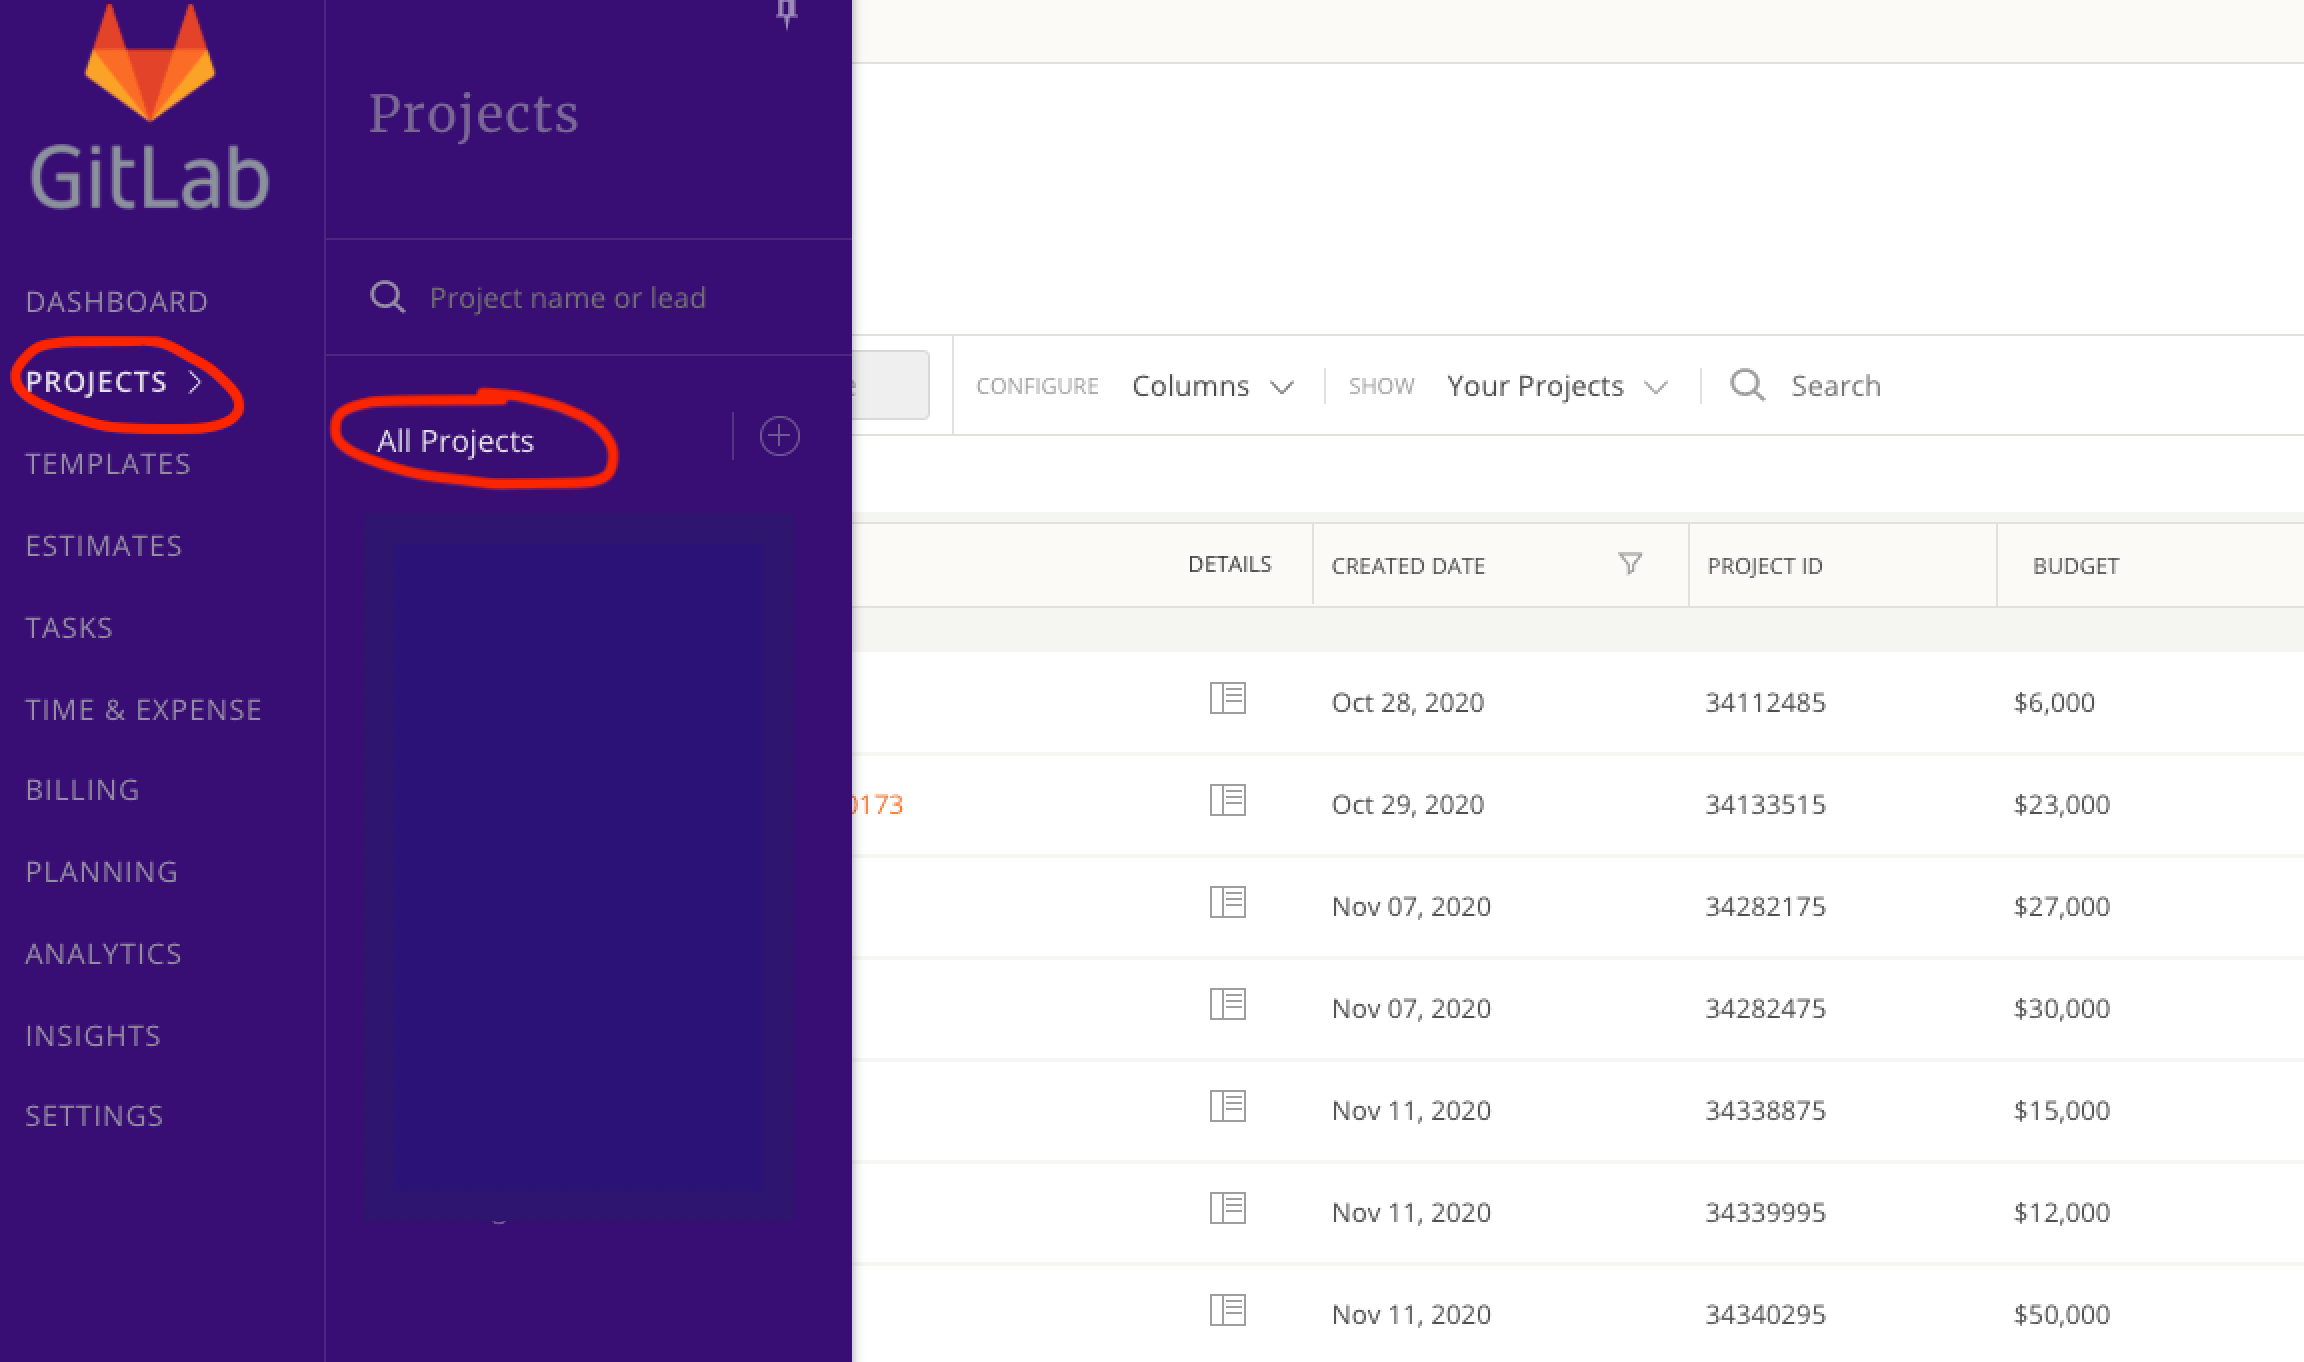 GitLab
DASHBOARD
PROJECTS
TEMPLATES
ESTIMATES
TASKS
TIME & EXPENSE
BILLING
PLANNING
ANALYTICS
INSIGHTS
SETTINGS
Projects
Project name or lead
All Projects
CONFIGURE Columns SHOW Your Projects Search
DETAILS CREATED DATE PROJECT ID BUDGET
Oct 28, 2020 34112485 $6,000
0173 Oct 29, 2020 34133515 $23,000
Nov 07, 2020 34282175 $27,000
Nov 07, 2020 34282475 $30,000
Nov 11, 2020 34338875 $15,000
Nov 11, 2020 34339995 $12,000
Nov 11, 2020 34340295 $50,000